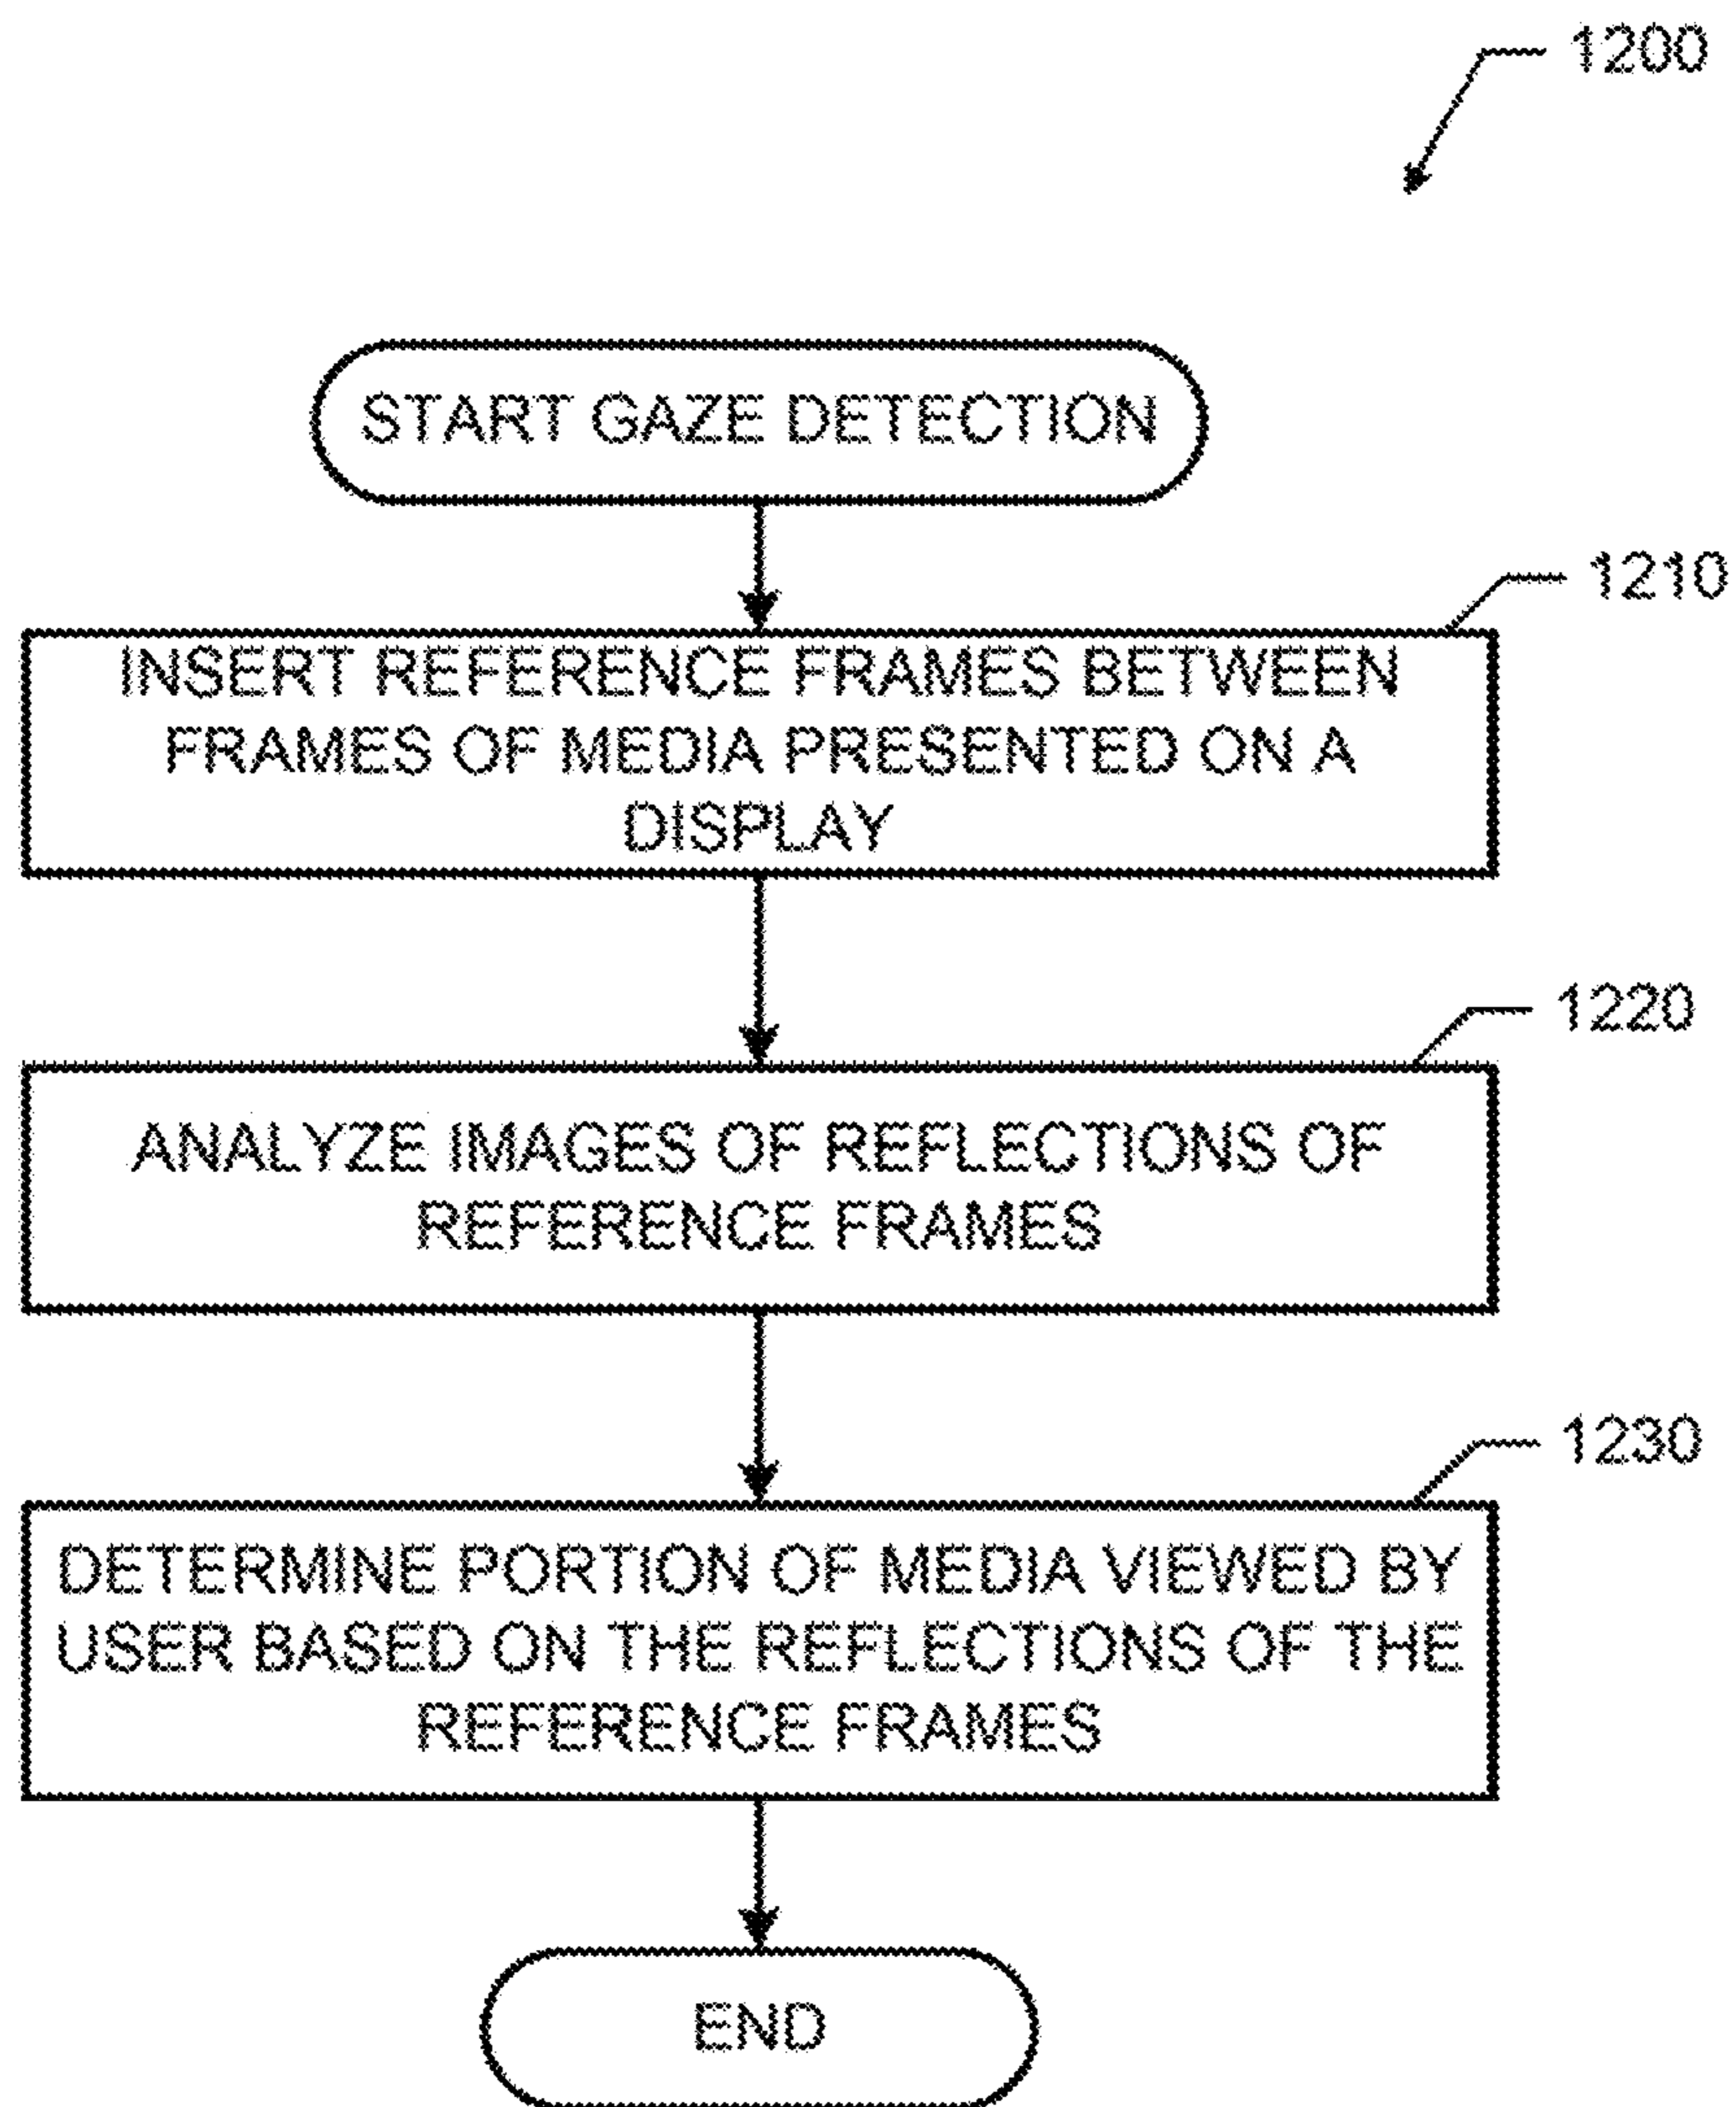 1200
START GAZE DETECTION
1210
INSERT REFERENCE FRAMES BETWEEN
FRAMES OF MEDIA PRESENTED ON A
DISPLAY
1220
ANALYZE IMAGES OF REFLECTIONS OF
REFERENCE FRAMES
1230
DETERMINE PORTION OF MEDIA VIEWED BY
USER BASED ON THE REFLECTIONS OF THE
REFERENCE FRAMES
END